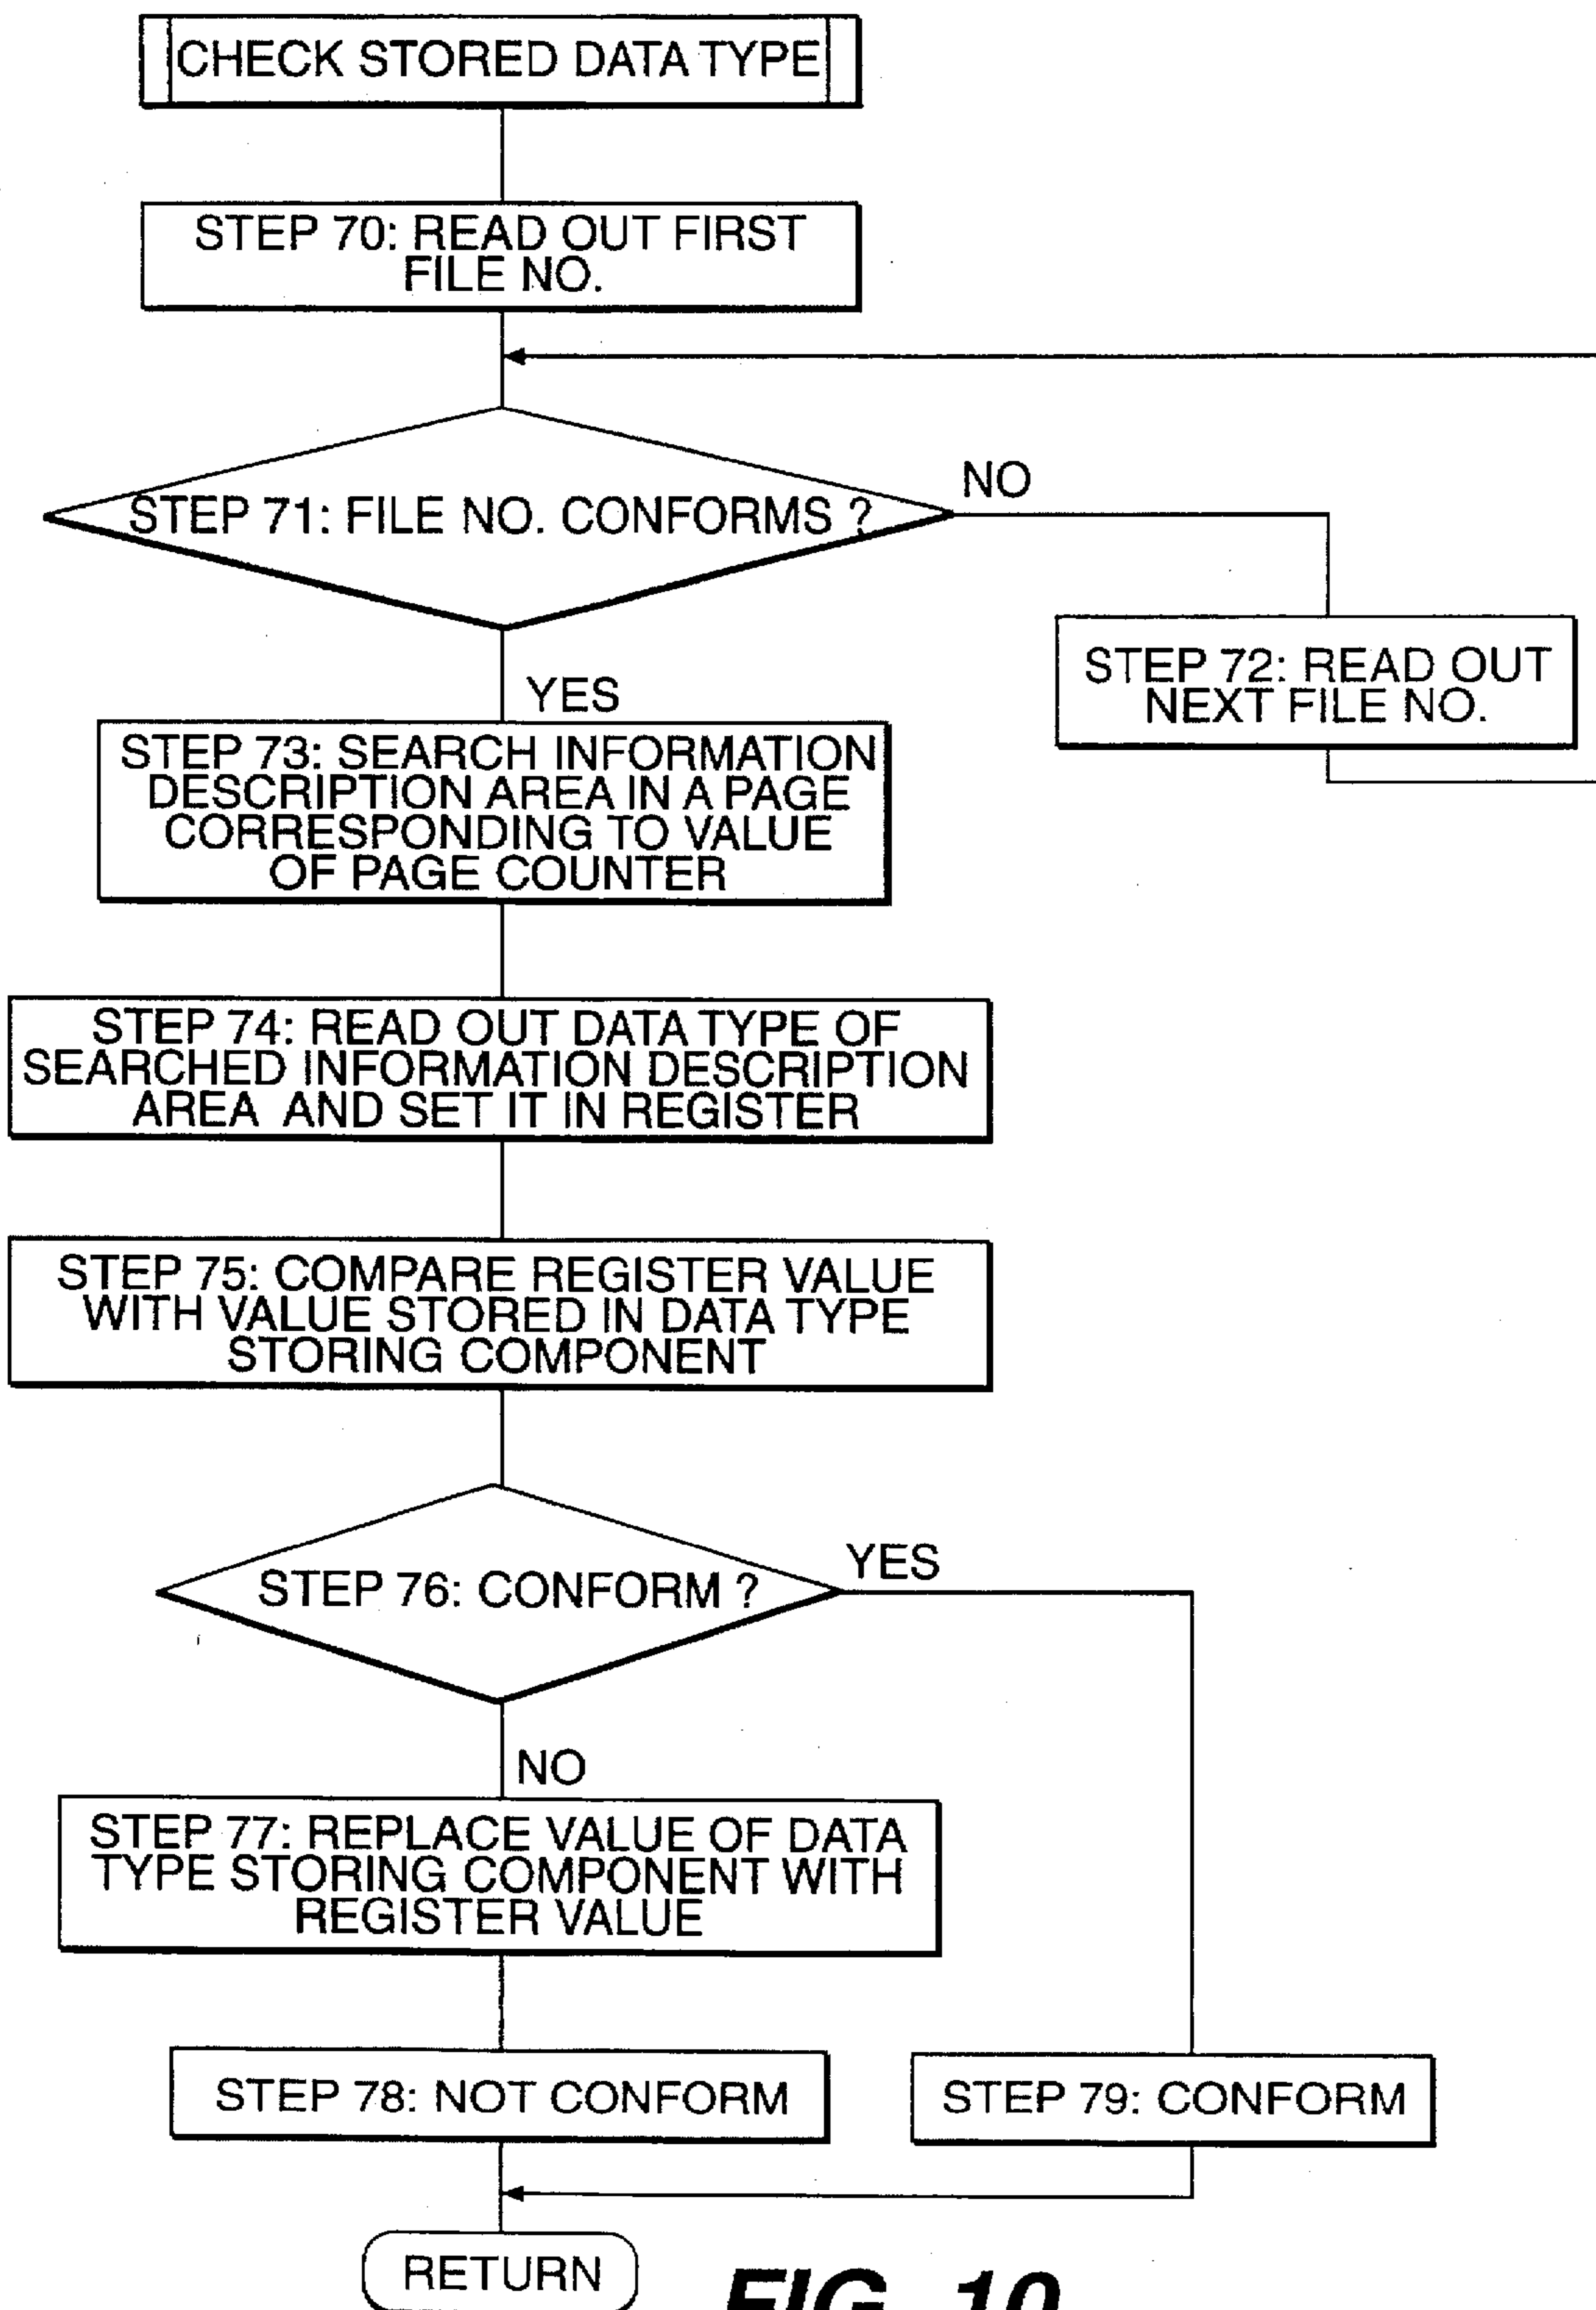 CHECK STORED DATA TYPE
STEP 70: READ OUT FIRST
FILE NO.
STEP 71: FILE NO. CONFORMS ?
NO
STEP 72: READ OUT
NEXT FILE NO.
YES
STEP 73: SEARCH INFORMATION
DESCRIPTION AREA IN A PAGE
CORRESPONDING TO VALUE
OF PAGE COUNTER
STEP 74: READ OUT DATA TYPE OF
SEARCHED INFORMATION DESCRIPTION
AREA AND SET IT IN REGISTER
STEP 75: COMPARE REGISTER VALUE
WITH VALUE STORED IN DATA TYPE
STORING COMPONENT
STEP 76: CONFORM ?
YES
NO
STEP 77: REPLACE VALUE OF DATA
TYPE STORING COMPONENT WITH
REGISTER VALUE
STEP 78: NOT CONFORM
STEP 79: CONFORM
RETURN
FIG. 10